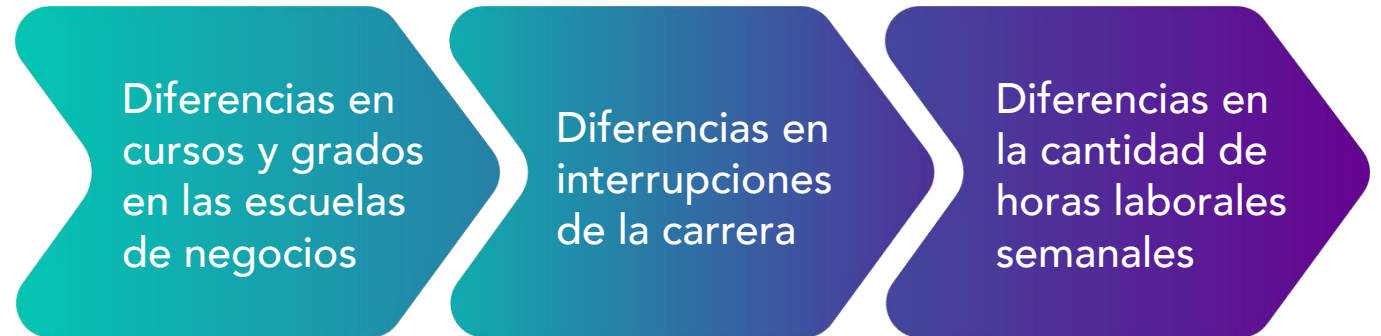 Diferencias en
cursos y grados
en las escuelas
de negocios
Diferencias en
interrupciones
de la carrera
Diferencias en
la cantidad de
horas laborales
semanales